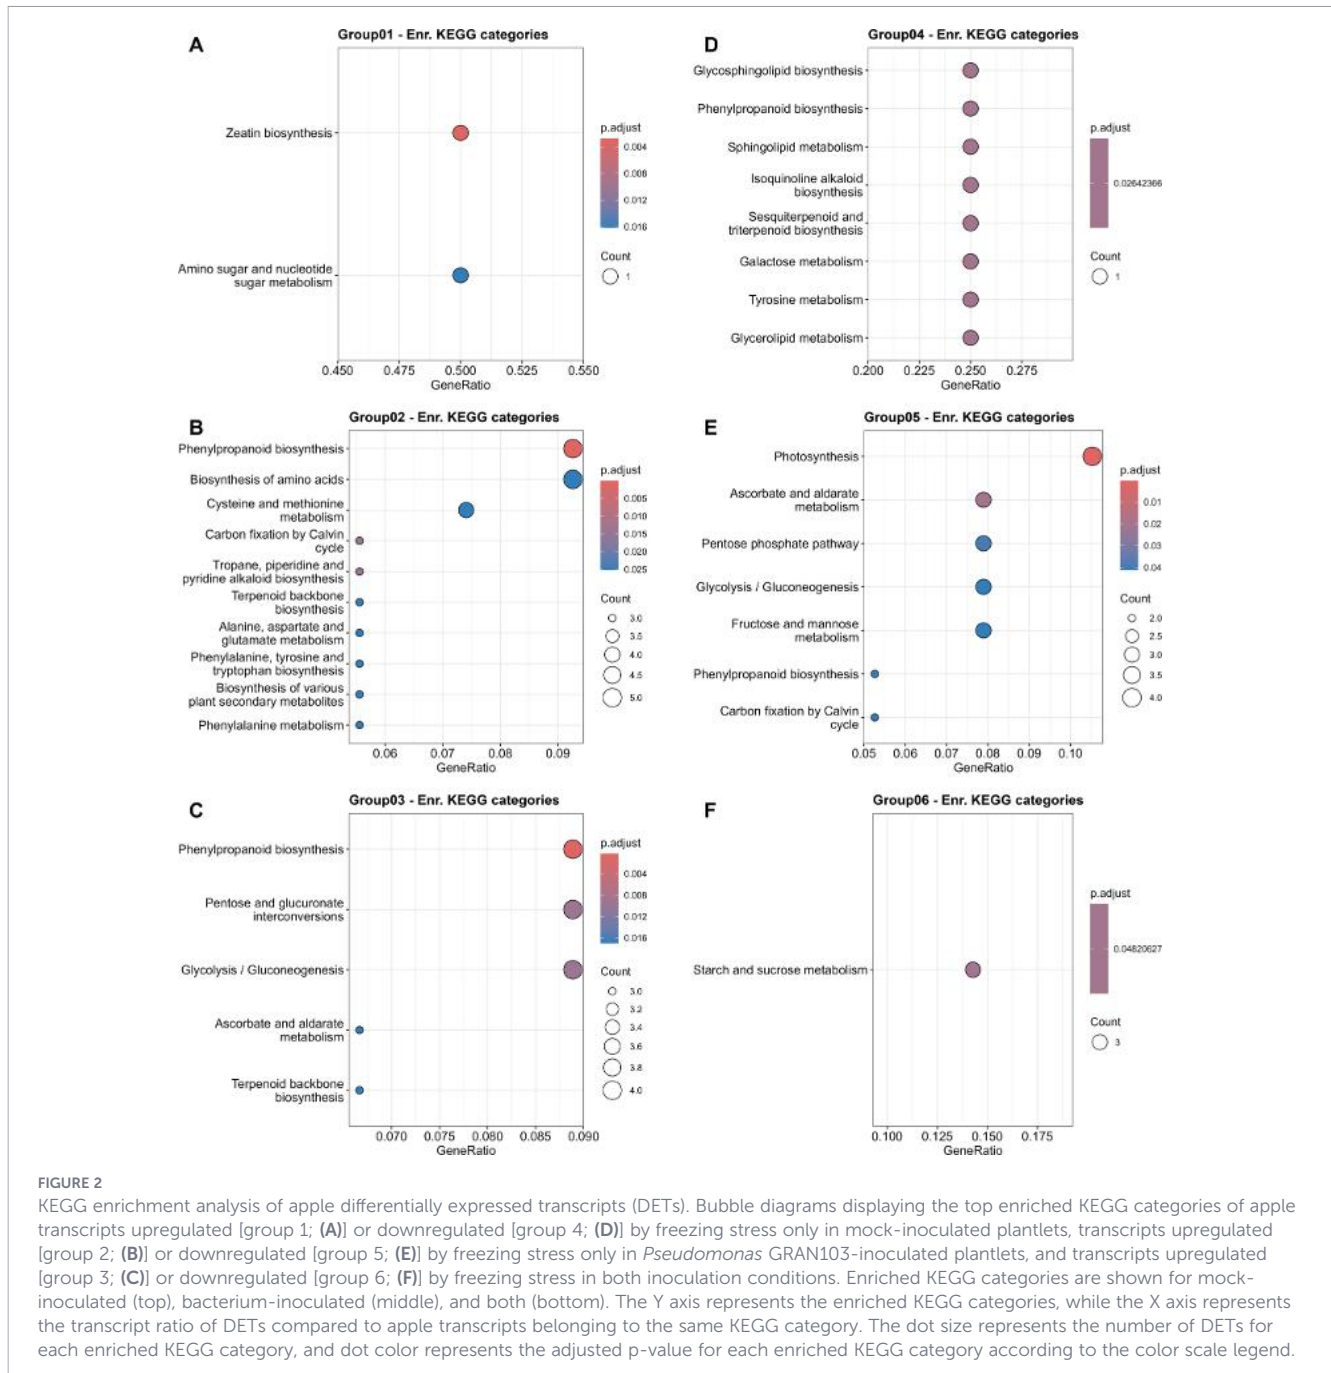 A
Group01 - Enr. KEGG categories
Zeatin biosynthesis
Amino sugar and nucleotide
sugar metabolism
0.450 0.475 0.500 0.525 0.550
GeneRatio
p.adjust
0.004
0.008
0.012
0.016
Count
1
D
Group04 - Enr. KEGG categories
Glycosphingolipid biosynthesis
Phenylpropanoid biosynthesis
Sphingolipid metabolism
Isoquinoline alkaloid
biosynthesis
Sesquiterpenoid and
triterpenoid biosynthesis
Galactose metabolism
Tyrosine metabolism
Glycerolipid metabolism
0.200 0.225 0.250 0.275
GeneRatio
p.adjust
0.02642366
Count
1
B
Group02 - Enr. KEGG categories
Phenylpropanoid biosynthesis
Biosynthesis of amino acids
Cysteine and methionine
metabolism
Carbon fixation by Calvin
cycle
Tropane, piperidine and
pyridine alkaloid biosynthesis
Terpenoid backbone
biosynthesis
Alanine, aspartate and
glutamate metabolism
Phenylalanine, tyrosine and
tryptophan biosynthesis
Biosynthesis of various
plant secondary metabolites
Phenylalanine metabolism
0.06 0.07 0.08 0.09
GeneRatio
p.adjust
0.005
0.010
0.015
0.020
0.025
Count
3.0
3.5
4.0
4.5
5.0
E
Group05 - Enr. KEGG categories
Photosynthesis
Ascorbate and aldarate
metabolism
Pentose phosphate pathway
Glycolysis / Gluconeogenesis
Fructose and mannose
metabolism
Phenylpropanoid biosynthesis
Carbon fixation by Calvin
cycle
0.05 0.06 0.07 0.08 0.09 0.10
GeneRatio
p.adjust
0.01
0.02
0.03
0.04
Count
2.0
2.5
3.0
3.5
4.0
C
Group03 - Enr. KEGG categories
Phenylpropanoid biosynthesis
Pentose and glucuronate
interconversions
Glycolysis / Gluconeogenesis
Ascorbate and aldarate
metabolism
Terpenoid backbone
biosynthesis
0.070 0.075 0.080 0.085 0.090
GeneRatio
p.adjust
0.004
0.008
0.012
0.016
Count
3.0
3.2
3.4
3.6
3.8
4.0
F
Group06 - Enr. KEGG categories
Starch and sucrose metabolism
0.100 0.125 0.150 0.175
GeneRatio
p.adjust
0.04820627
Count
3
FIGURE 2
KEGG enrichment analysis of apple differentially expressed transcripts (DETs). Bubble diagrams displaying the top enriched KEGG categories of apple
transcripts upregulated [group 1; (A)] or downregulated [group 4; (D)] by freezing stress only in mock-inoculated plantlets, transcripts upregulated
[group 2; (B)] or downregulated [group 5; (E)] by freezing stress only in Pseudomonas GRAN103-inoculated plantlets, and transcripts upregulated
[group 3; (C)] or downregulated [group 6; (F)] by freezing stress in both inoculation conditions. Enriched KEGG categories are shown for mock-
inoculated (top), bacterium-inoculated (middle), and both (bottom). The Y axis represents the enriched KEGG categories, while the X axis represents
the transcript ratio of DETs compared to apple transcripts belonging to the same KEGG category. The dot size represents the number of DETs for
each enriched KEGG category, and dot color represents the adjusted p-value for each enriched KEGG category according to the color scale legend.